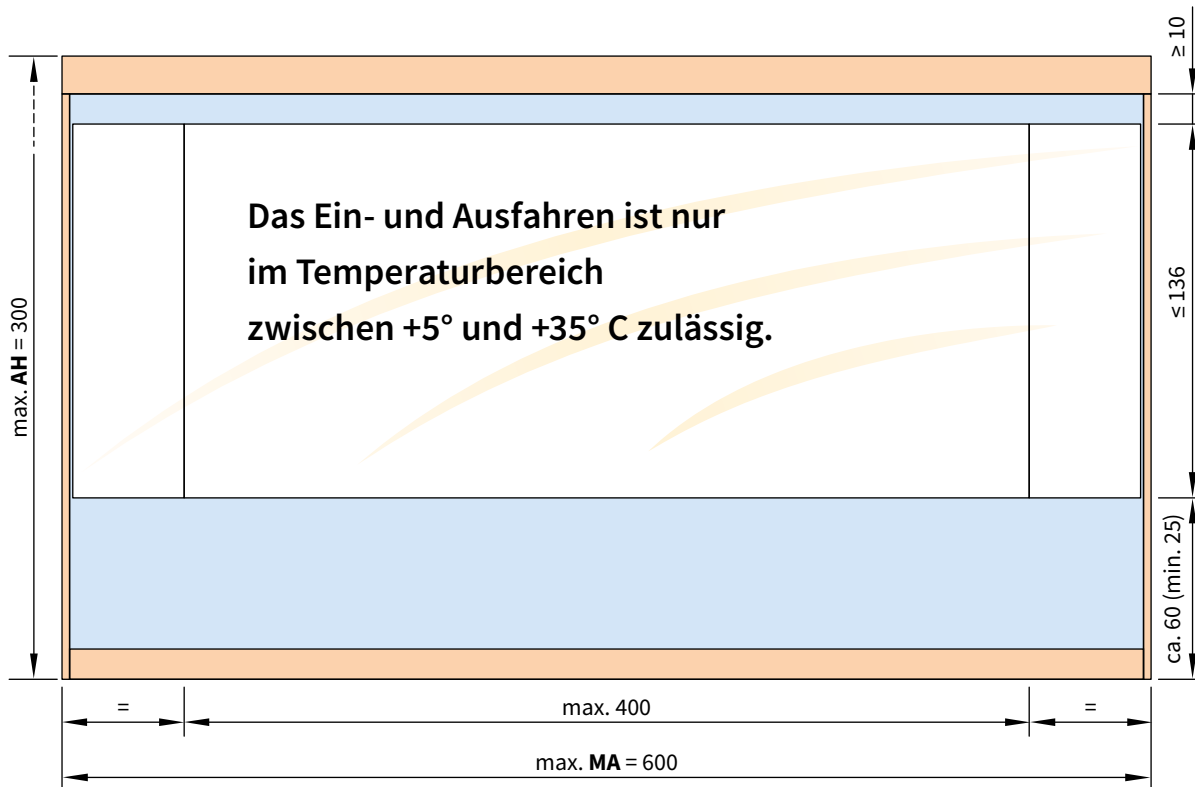 ≥ 10
Das Ein- und Ausfahren ist nur
im Temperaturbereich
zwischen +5° und +35° C zulässig.
max. AH = 300
≤ 136
ca. 60 (min. 25)
=
max. 400
=
max. MA = 600